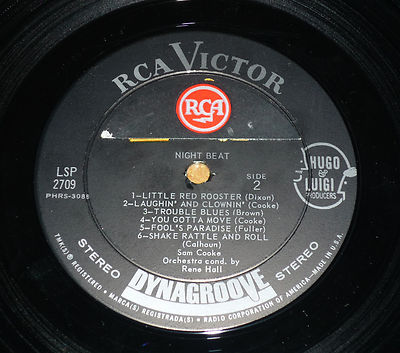 RCA VICTOR
RCA
NIGHT BEAT
LSP
2709
PHRS-3088
SIDE
2
HUGO
&
LUIGI
PRODUCERS
1-LITTLE RED ROOSTER (Dixon)
2-LAUGHIN' AND CLOWNIN' (Cooke)
3-TROUBLE BLUES (Brown)
4-YOU GOTTA MOVE (Cooke)
5-FOOL'S PARADISE (Fuller)
6-SHAKE RATTLE AND ROLL
(Calhoun)
Sam Cooke
Orchestra cond. by
Rene Hall
STEREO
DYNAGROOVE
STEREO
TMK(S) ® REGISTERED • MARCA(S) REGISTRADA(S) • RADIO CORPORATION OF AMERICA—MADE IN U.S.A.